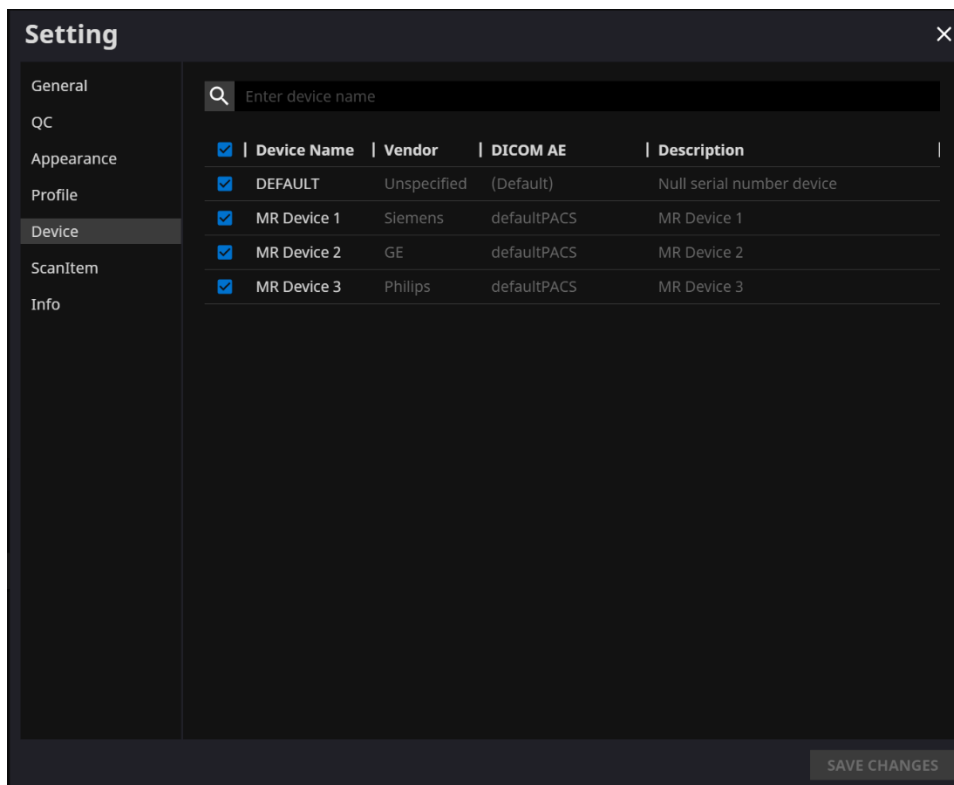 Setting
General
QC
Appearance
Profile
Device
ScanItem
Info
Enter device name
Device Name Vendor DICOM AE Description
DEFAULT Unspecified (Default) Null serial number device
MR Device 1 Siemens defaultPACS MR Device 1
MR Device 2 GE defaultPACS MR Device 2
MR Device 3 Philips defaultPACS MR Device 3
SAVE CHANGES